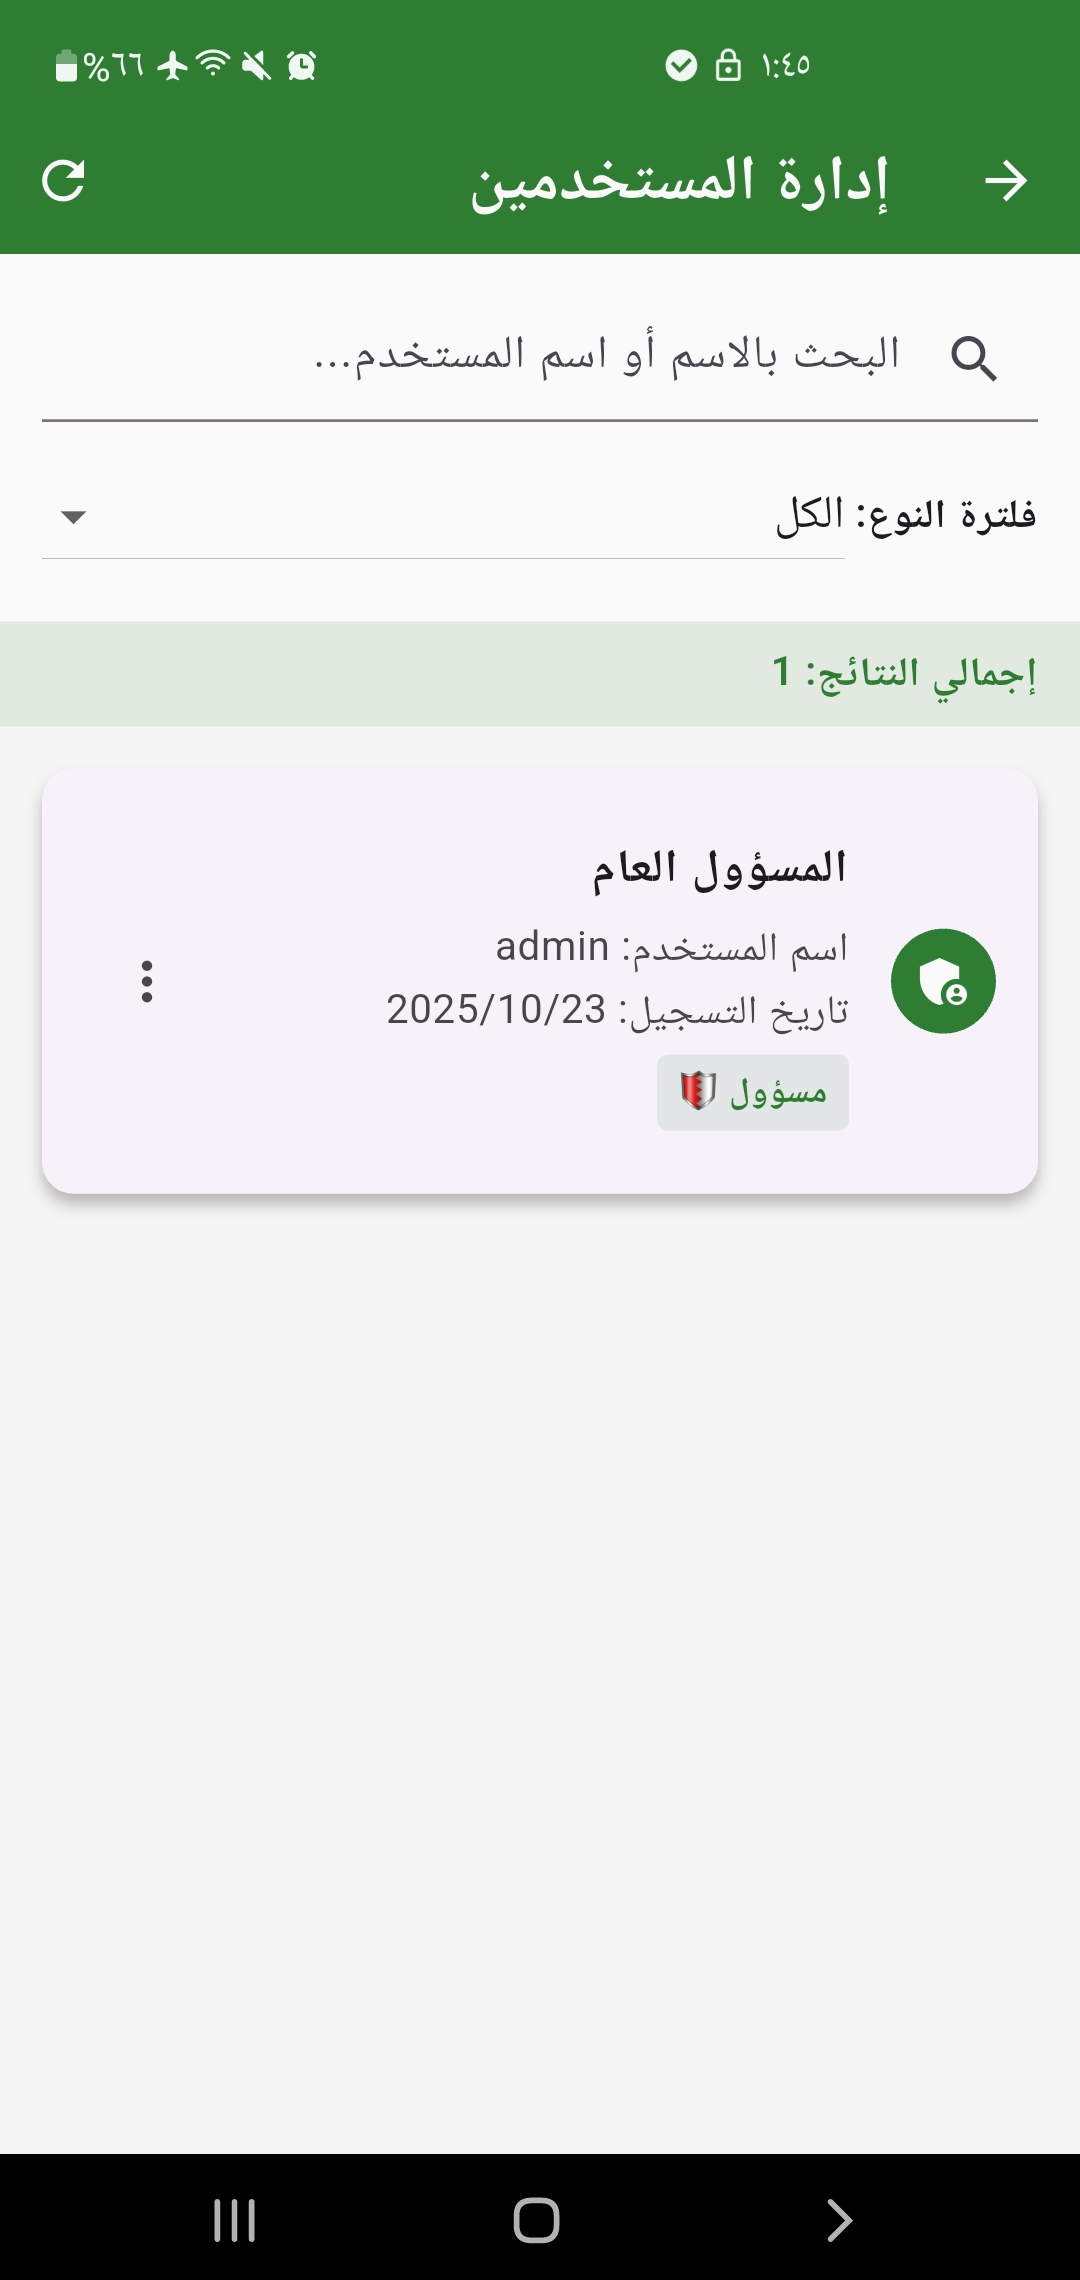 ١:٤٥
%٦٦
إدارة المستخدمين
البحث بالاسم أو اسم المستخدم...
فلترة النوع: الكل
إجمالي النتائج: 1
المسؤول العام
اسم المستخدم: admin
تاريخ التسجيل: 2025/10/23
مسؤول